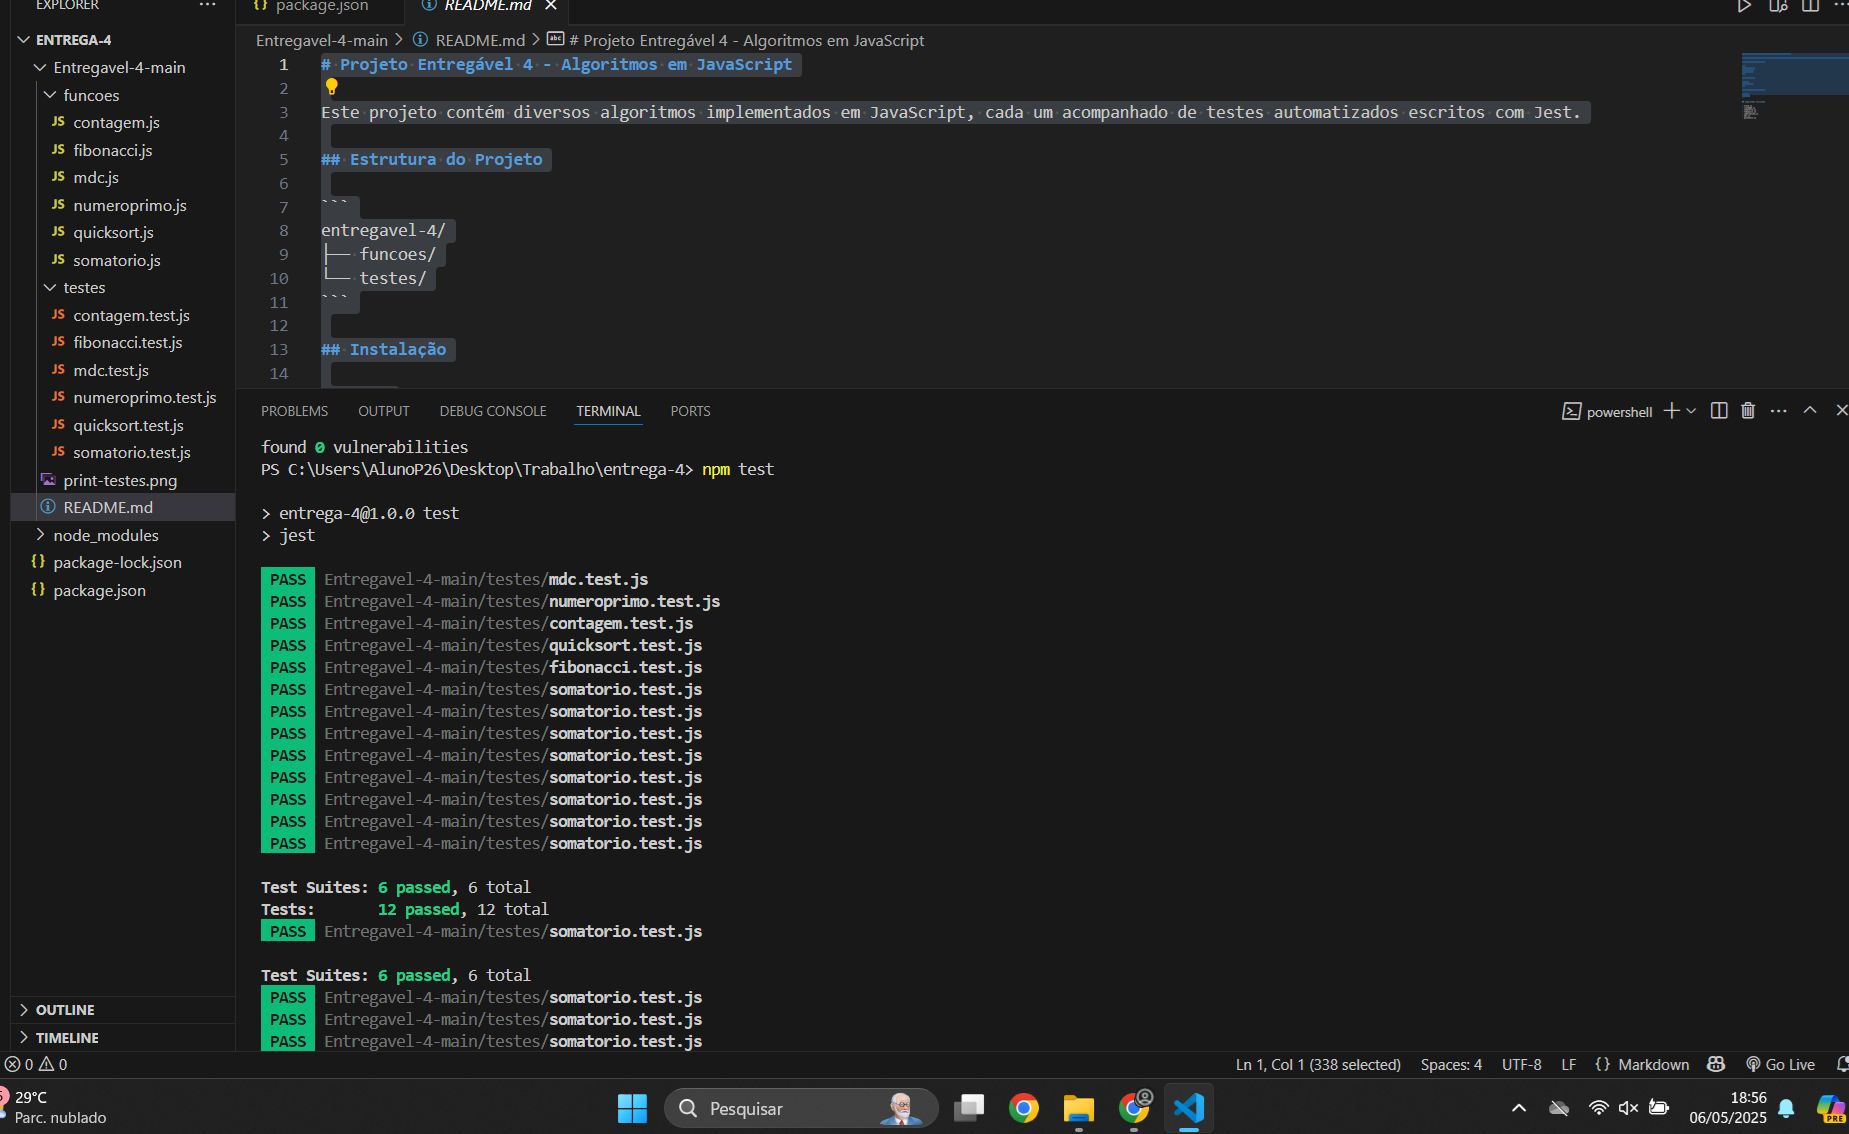 EXPLORER
ENTREGA-4
Entregavel-4-main
funcoes
JS contagem.js
JS fibonacci.js
JS mdc.js
JS numeroprimo.js
JS quicksort.js
JS somatorio.js
testes
JS contagem.test.js
JS fibonacci.test.js
JS mdc.test.js
JS numeroprimo.test.js
JS quicksort.test.js
JS somatorio.test.js
print-testes.png
README.md
node_modules
{} package-lock.json
{} package.json
OUTLINE
TIMELINE
{} package.json
README.md
Entregavel-4-main > README.md > # Projeto Entregável 4 - Algoritmos em JavaScript
1 # Projeto Entregável 4 - Algoritmos em JavaScript
2
3 Este projeto contém diversos algoritmos implementados em JavaScript, cada um acompanhado de testes automatizados escritos com Jest.
4
5 ## Estrutura do Projeto
6
7 ```
8 entregavel-4/
9 ├── funcoes/
10 └── testes/
11 ```
12
13 ## Instalação
14
PROBLEMS OUTPUT DEBUG CONSOLE TERMINAL PORTS
powershell
found 0 vulnerabilities
PS C:\Users\AlunoP26\Desktop\Trabalho\entrega-4> npm test
> entrega-4@1.0.0 test
> jest
PASS Entregavel-4-main/testes/mdc.test.js
PASS Entregavel-4-main/testes/numeroprimo.test.js
PASS Entregavel-4-main/testes/contagem.test.js
PASS Entregavel-4-main/testes/quicksort.test.js
PASS Entregavel-4-main/testes/fibonacci.test.js
PASS Entregavel-4-main/testes/somatorio.test.js
PASS Entregavel-4-main/testes/somatorio.test.js
PASS Entregavel-4-main/testes/somatorio.test.js
PASS Entregavel-4-main/testes/somatorio.test.js
PASS Entregavel-4-main/testes/somatorio.test.js
PASS Entregavel-4-main/testes/somatorio.test.js
PASS Entregavel-4-main/testes/somatorio.test.js
PASS Entregavel-4-main/testes/somatorio.test.js
Test Suites: 6 passed, 6 total
Tests: 12 passed, 12 total
PASS Entregavel-4-main/testes/somatorio.test.js
Test Suites: 6 passed, 6 total
PASS Entregavel-4-main/testes/somatorio.test.js
PASS Entregavel-4-main/testes/somatorio.test.js
PASS Entregavel-4-main/testes/somatorio.test.js
0 0
Ln 1, Col 1 (338 selected) Spaces: 4 UTF-8 LF {} Markdown Go Live
29°C
Parc. nublado
Pesquisar
18:56
06/05/2025
PRE